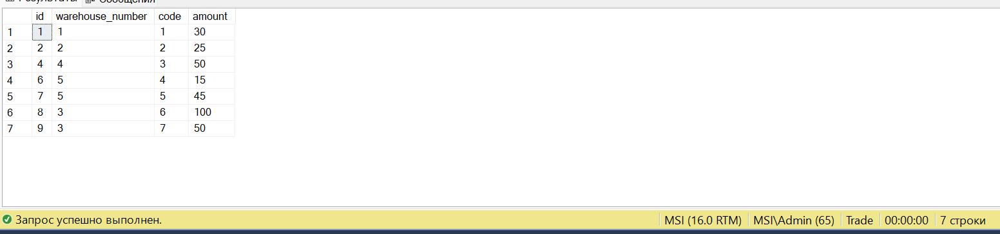 Результаты Сообщения
id warehouse_number code amount
1 1 1 1 30
2 2 2 2 25
3 4 4 3 50
4 6 5 4 15
5 7 5 5 45
6 8 3 6 100
7 9 3 7 50
Запрос успешно выполнен. MSI (16.0 RTM) MSI\Admin (65) Trade 00:00:00 7 строки